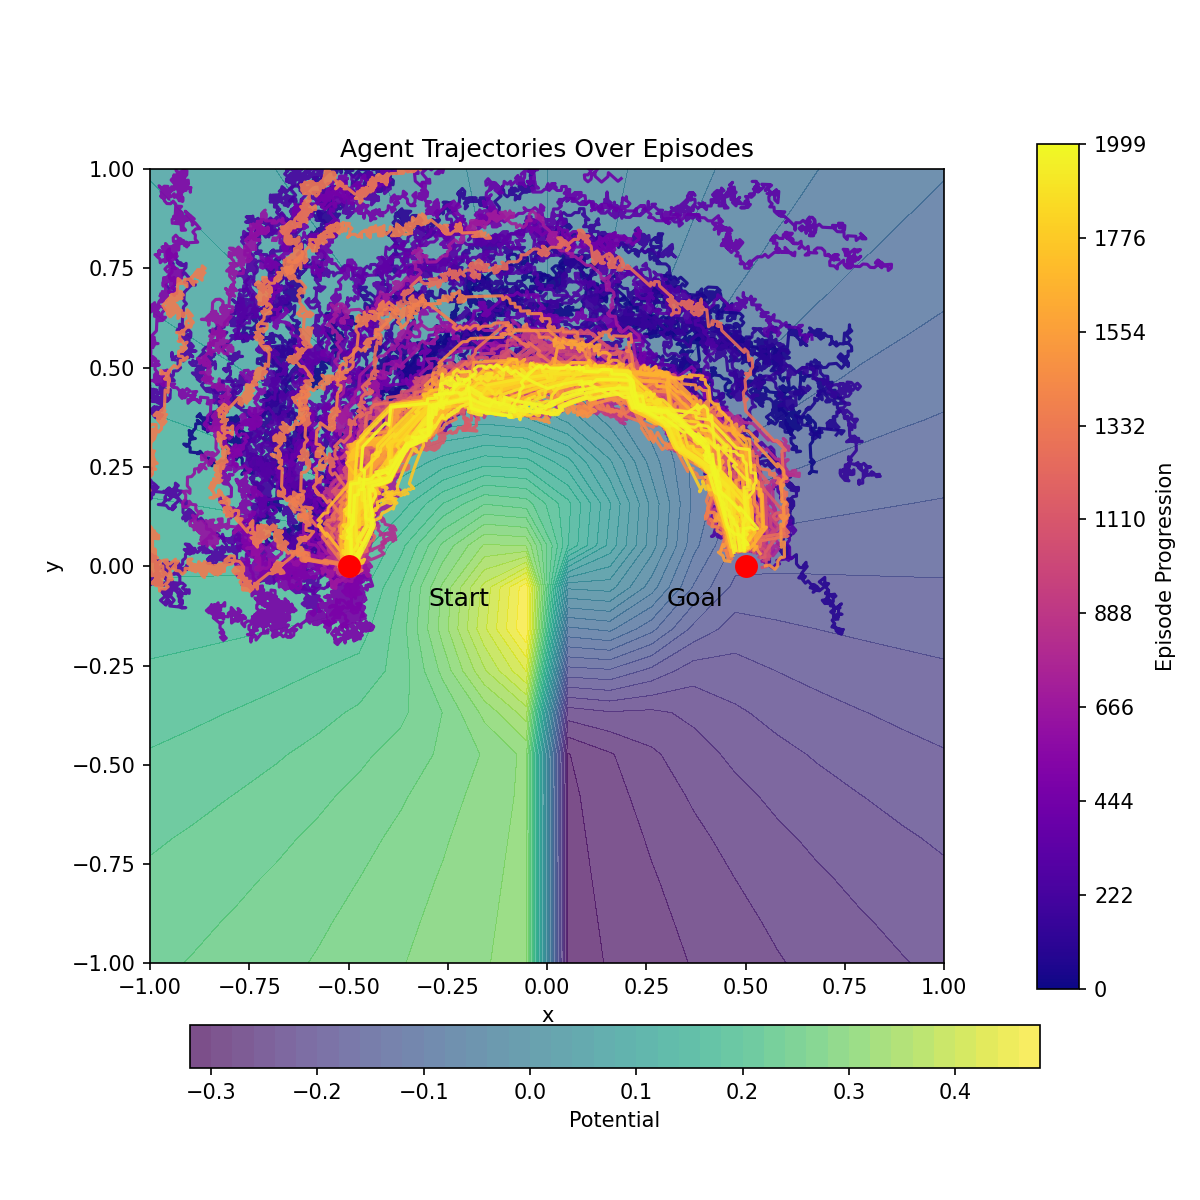 Agent Trajectories Over Episodes
1.00
0.75
0.50
0.25
0.00
−0.25
−0.50
−0.75
−1.00
y
Start
Goal
−1.00 −0.75 −0.50 −0.25 0.00 0.25 0.50 0.75 1.00
x
1999
1776
1554
1332
1110
888
666
444
222
0
Episode Progression
−0.3 −0.2 −0.1 0.0 0.1 0.2 0.3 0.4
Potential